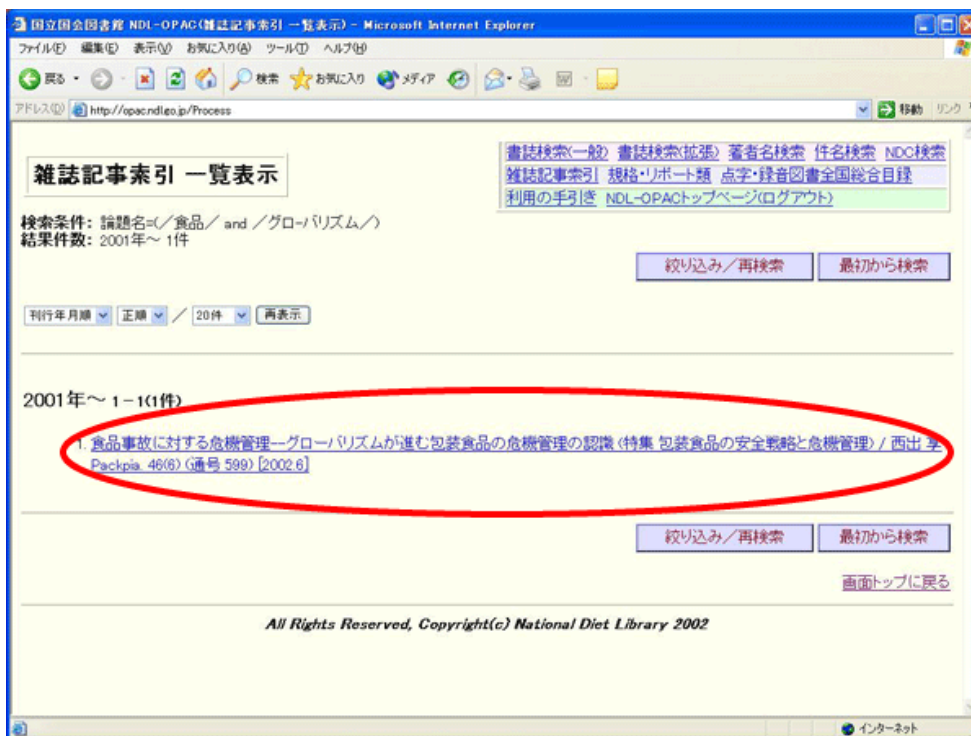 国立国会図書館 NDL-OPAC(雑誌記事索引 一覧表示) - Microsoft Internet Explorer
ファイル(F) 編集(E) 表示(V) お気に入り(A) ツール(T) ヘルプ(H)
戻る 検索 お気に入り メディア
アドレス(D) http://opac.ndl.go.jp/Process 移動 リンク
雑誌記事索引 一覧表示
書誌検索(一般) 書誌検索(拡張) 著者名検索 件名検索 NDC検索
雑誌記事索引 規格・リポート類 点字・録音図書全国総合目録
利用の手引き NDL-OPACトップページ(ログアウト)
検索条件: 論題名=(/食品/ and /グローバリズム/)
結果件数: 2001年~ 1件
絞り込み/再検索 最初から検索
刊行年月順 正順 / 20件 再表示
2001年~ 1-1(1件)
1. 食品事故に対する危機管理--グローバリズムが進む包装食品の危機管理の認識 (特集 包装食品の安全戦略と危機管理) / 西出 享
Packpia. 46(6) (通号 599) [2002.6]
絞り込み/再検索 最初から検索
画面トップに戻る
All Rights Reserved, Copyright(c) National Diet Library 2002
インターネット